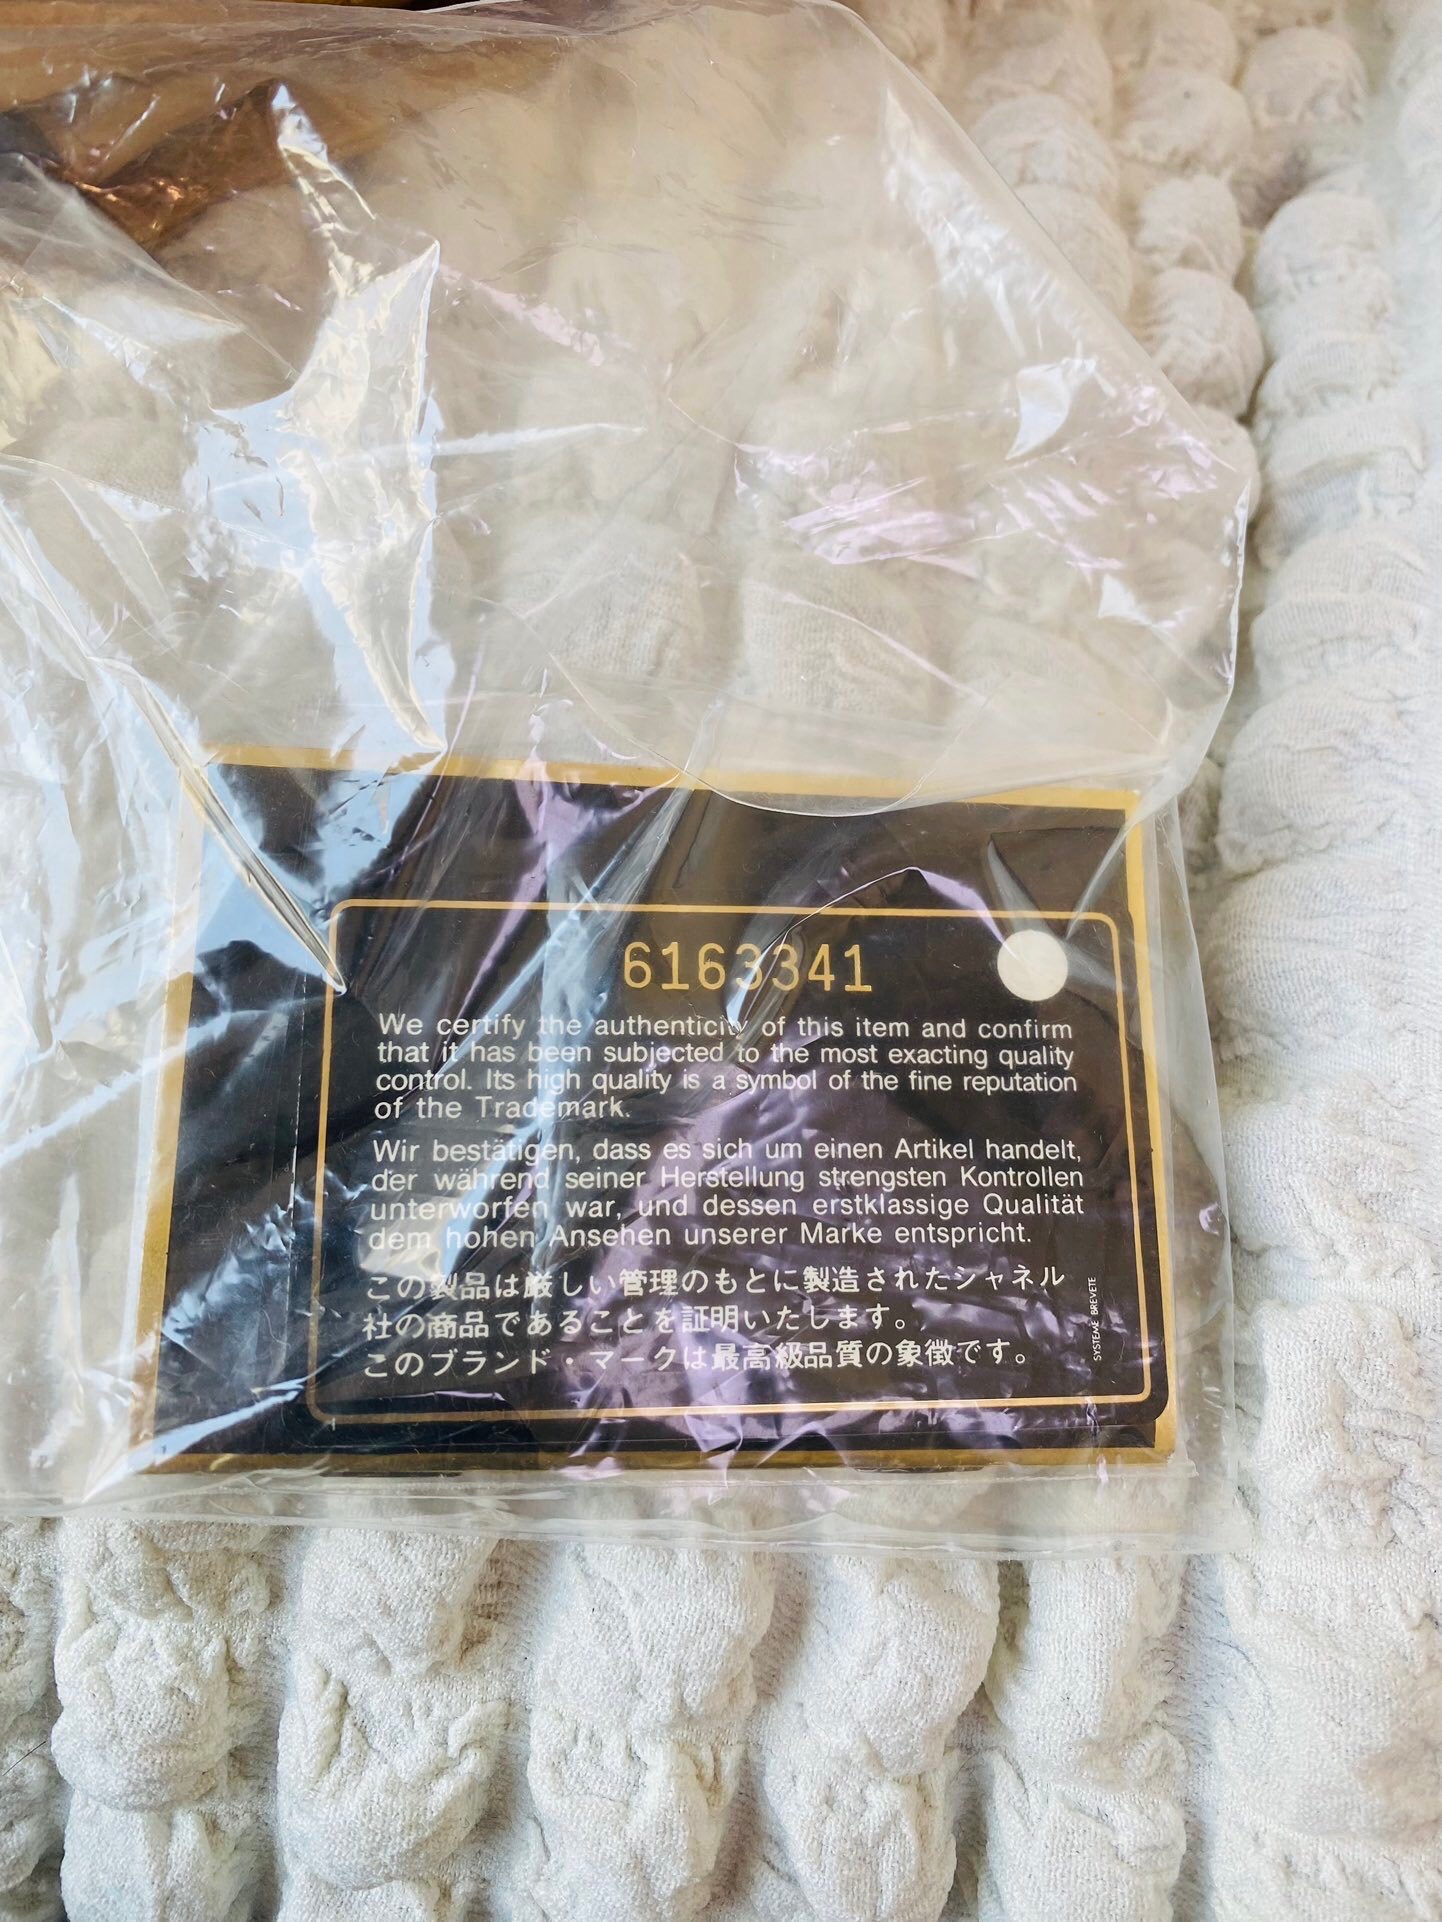 6163341
We certify the authenticity of this item and confirm
that it has been subjected to the most exacting quality
control. Its high quality is a symbol of the fine reputation
of the Trademark.
Wir bestätigen, dass es sich um einen Artikel handelt,
der während seiner Herstellung strengsten Kontrollen
unterworfen war, und dessen erstklassige Qualität
dem hohen Ansehen unserer Marke entspricht.
この製品は厳しい管理のもとに製造されたシャネル
社の商品であることを証明いたします。
このブランド・マークは最高級品質の象徴です。
SYSTEME BREVETE